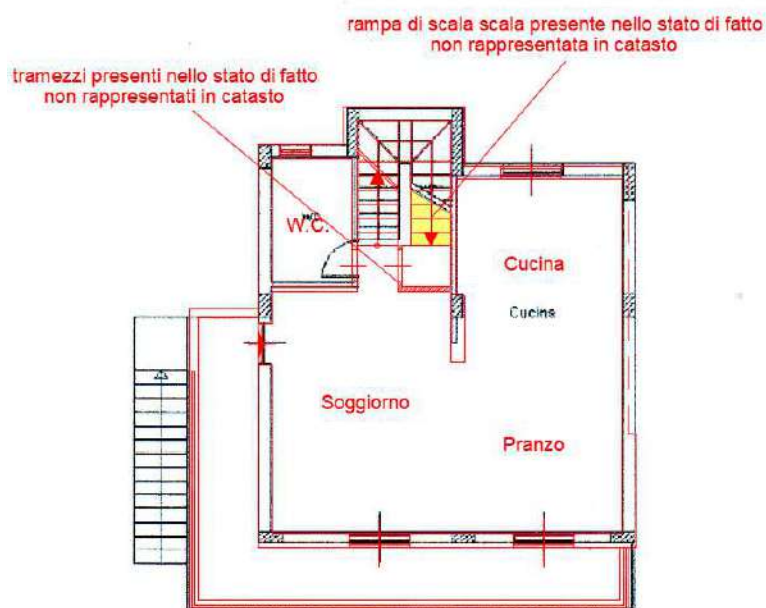 rampa di scala scala presente nello stato di fatto
non rappresentata in catasto
tramezzi presenti nello stato di fatto
non rappresentati in catasto
W.C.
Cucina
Cucina
Soggiorno
Pranzo